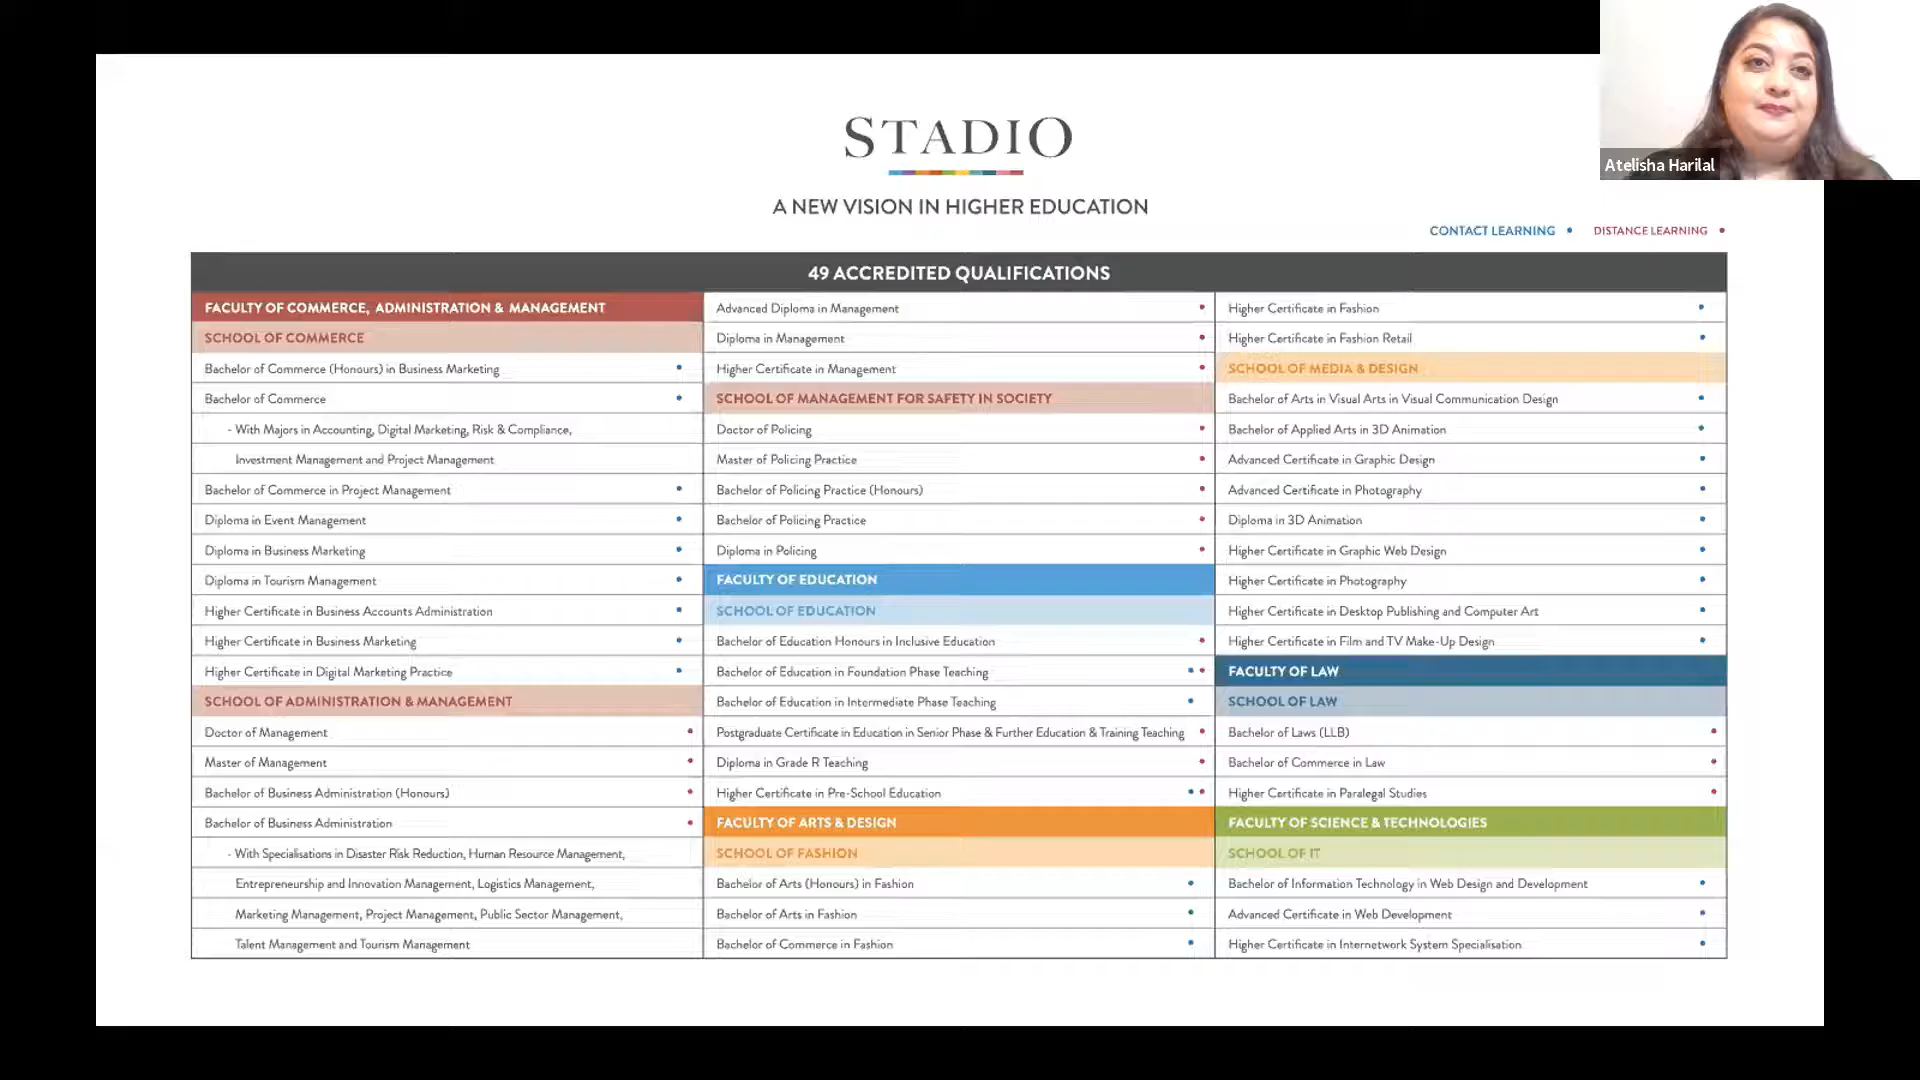 Atelisha Harilal
STADIO
A NEW VISION IN HIGHER EDUCATION
CONTACT LEARNING • DISTANCE LEARNING •
49 ACCREDITED QUALIFICATIONS
FACULTY OF COMMERCE, ADMINISTRATION & MANAGEMENT
SCHOOL OF COMMERCE
Bachelor of Commerce (Honours) in Business Marketing •
Bachelor of Commerce •
- With Majors in Accounting, Digital Marketing, Risk & Compliance,
Investment Management and Project Management
Bachelor of Commerce in Project Management •
Diploma in Event Management •
Diploma in Business Marketing •
Diploma in Tourism Management •
Higher Certificate in Business Accounts Administration •
Higher Certificate in Business Marketing •
Higher Certificate in Digital Marketing Practice •
SCHOOL OF ADMINISTRATION & MANAGEMENT
Doctor of Management •
Master of Management •
Bachelor of Business Administration (Honours) •
Bachelor of Business Administration •
- With Specialisations in Disaster Risk Reduction, Human Resource Management,
Entrepreneurship and Innovation Management, Logistics Management,
Marketing Management, Project Management, Public Sector Management,
Talent Management and Tourism Management
Advanced Diploma in Management •
Diploma in Management •
Higher Certificate in Management •
SCHOOL OF MANAGEMENT FOR SAFETY IN SOCIETY
Doctor of Policing •
Master of Policing Practice •
Bachelor of Policing Practice (Honours) •
Bachelor of Policing Practice •
Diploma in Policing •
FACULTY OF EDUCATION
SCHOOL OF EDUCATION
Bachelor of Education Honours in Inclusive Education •
Bachelor of Education in Foundation Phase Teaching • •
Bachelor of Education in Intermediate Phase Teaching •
Postgraduate Certificate in Education in Senior Phase & Further Education & Training Teaching •
Diploma in Grade R Teaching •
Higher Certificate in Pre-School Education • •
FACULTY OF ARTS & DESIGN
SCHOOL OF FASHION
Bachelor of Arts (Honours) in Fashion •
Bachelor of Arts in Fashion •
Bachelor of Commerce in Fashion •
Higher Certificate in Fashion •
Higher Certificate in Fashion Retail •
SCHOOL OF MEDIA & DESIGN
Bachelor of Arts in Visual Arts in Visual Communication Design •
Bachelor of Applied Arts in 3D Animation •
Advanced Certificate in Graphic Design •
Advanced Certificate in Photography •
Diploma in 3D Animation •
Higher Certificate in Graphic Web Design •
Higher Certificate in Photography •
Higher Certificate in Desktop Publishing and Computer Art •
Higher Certificate in Film and TV Make-Up Design •
FACULTY OF LAW
SCHOOL OF LAW
Bachelor of Laws (LLB) •
Bachelor of Commerce in Law •
Higher Certificate in Paralegal Studies •
FACULTY OF SCIENCE & TECHNOLOGIES
SCHOOL OF IT
Bachelor of Information Technology in Web Design and Development •
Advanced Certificate in Web Development •
Higher Certificate in Internetwork System Specialisation •